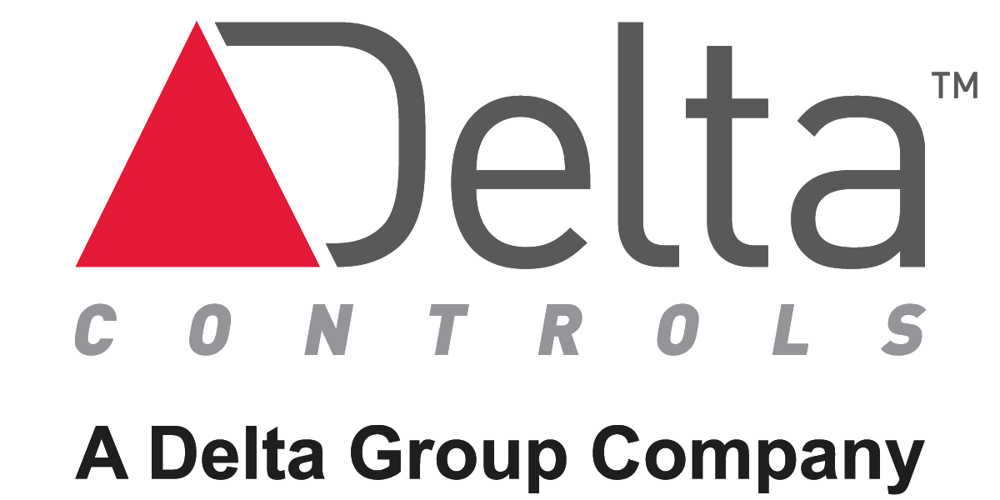 Delta™
CONTROLS
A Delta Group Company